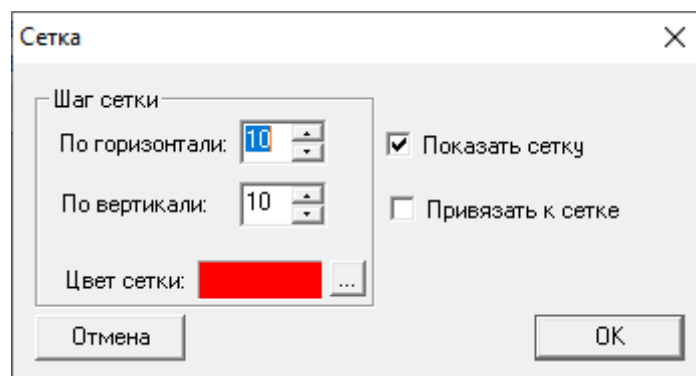 Сетка
Шаг сетки
По горизонтали: 10
Показать сетку
По вертикали: 10
Привязать к сетке
Цвет сетки: ...
Отмена
OK